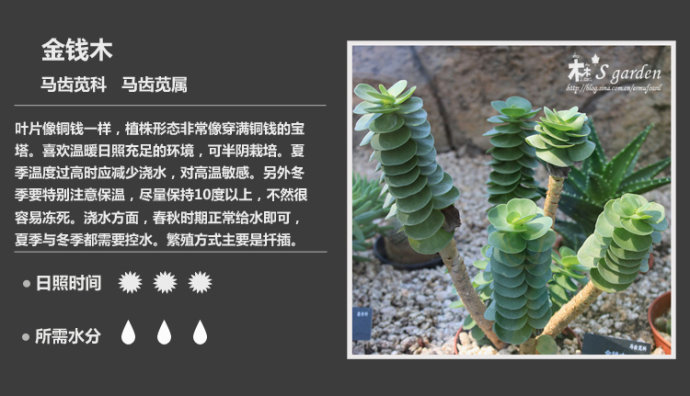 金钱木
马齿苋科 马齿苋属
叶片像铜钱一样，植株形态非常像穿满铜钱的宝
塔。喜欢温暖日照充足的环境，可半阴栽培。夏
季温度过高时应减少浇水，对高温敏感。另外冬
季要特别注意保温，尽量保持10度以上，不然很
容易冻死。浇水方面，春秋时期正常给水即可，
夏季与冬季都需要控水。繁殖方式主要是扦插。
日照时间
所需水分
'S garden
马齿苋科